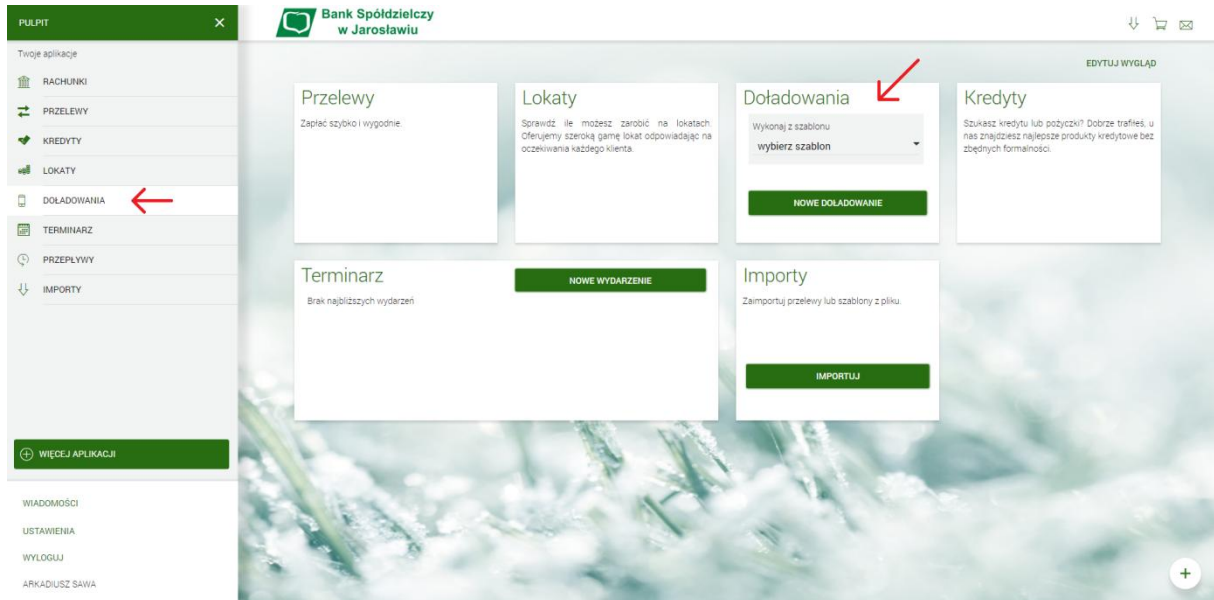 PULPIT
Twoje aplikacje
RACHUNKI
PRZELEWY
KREDYTY
LOKATY
DOŁADOWANIA
TERMINARZ
PRZEPŁYWY
IMPORTY
WIĘCEJ APLIKACJI
WIADOMOŚCI
USTAWIENIA
WYLOGUJ
ARKADIUSZ SAWA
Bank Spółdzielczy
w Jarosławiu
EDYTUJ WYGLĄD
Przelewy
Zapłać szybko i wygodnie.
Lokaty
Sprawdź ile możesz zarobić na lokatach.
Oferujemy szeroką gamę lokat odpowiadając na
oczekiwania każdego klienta.
Doładowania
Wykonaj z szablonu
wybierz szablon
NOWE DOŁADOWANIE
Kredyty
Szukasz kredytu lub pożyczki? Dobrze trafiłeś, u
nas znajdziesz najlepsze produkty kredytowe bez
zbędnych formalności.
Terminarz
NOWE WYDARZENIE
Brak najbliższych wydarzeń
Importy
Zaimportuj przelewy lub szablony z pliku.
IMPORTUJ